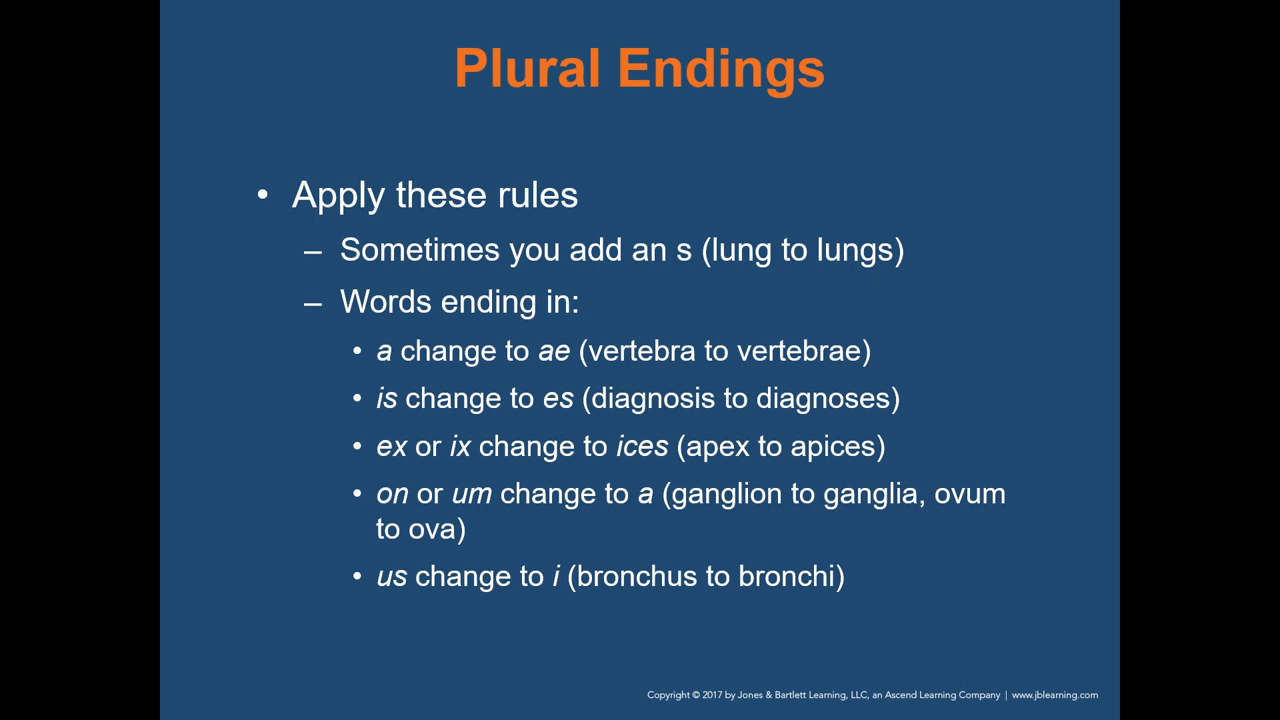 Plural Endings
• Apply these rules
– Sometimes you add an s (lung to lungs)
– Words ending in:
• a change to ae (vertebra to vertebrae)
• is change to es (diagnosis to diagnoses)
• ex or ix change to ices (apex to apices)
• on or um change to a (ganglion to ganglia, ovum
to ova)
• us change to i (bronchus to bronchi)
Copyright © 2017 by Jones & Bartlett Learning, LLC, an Ascend Learning Company | www.jblearning.com